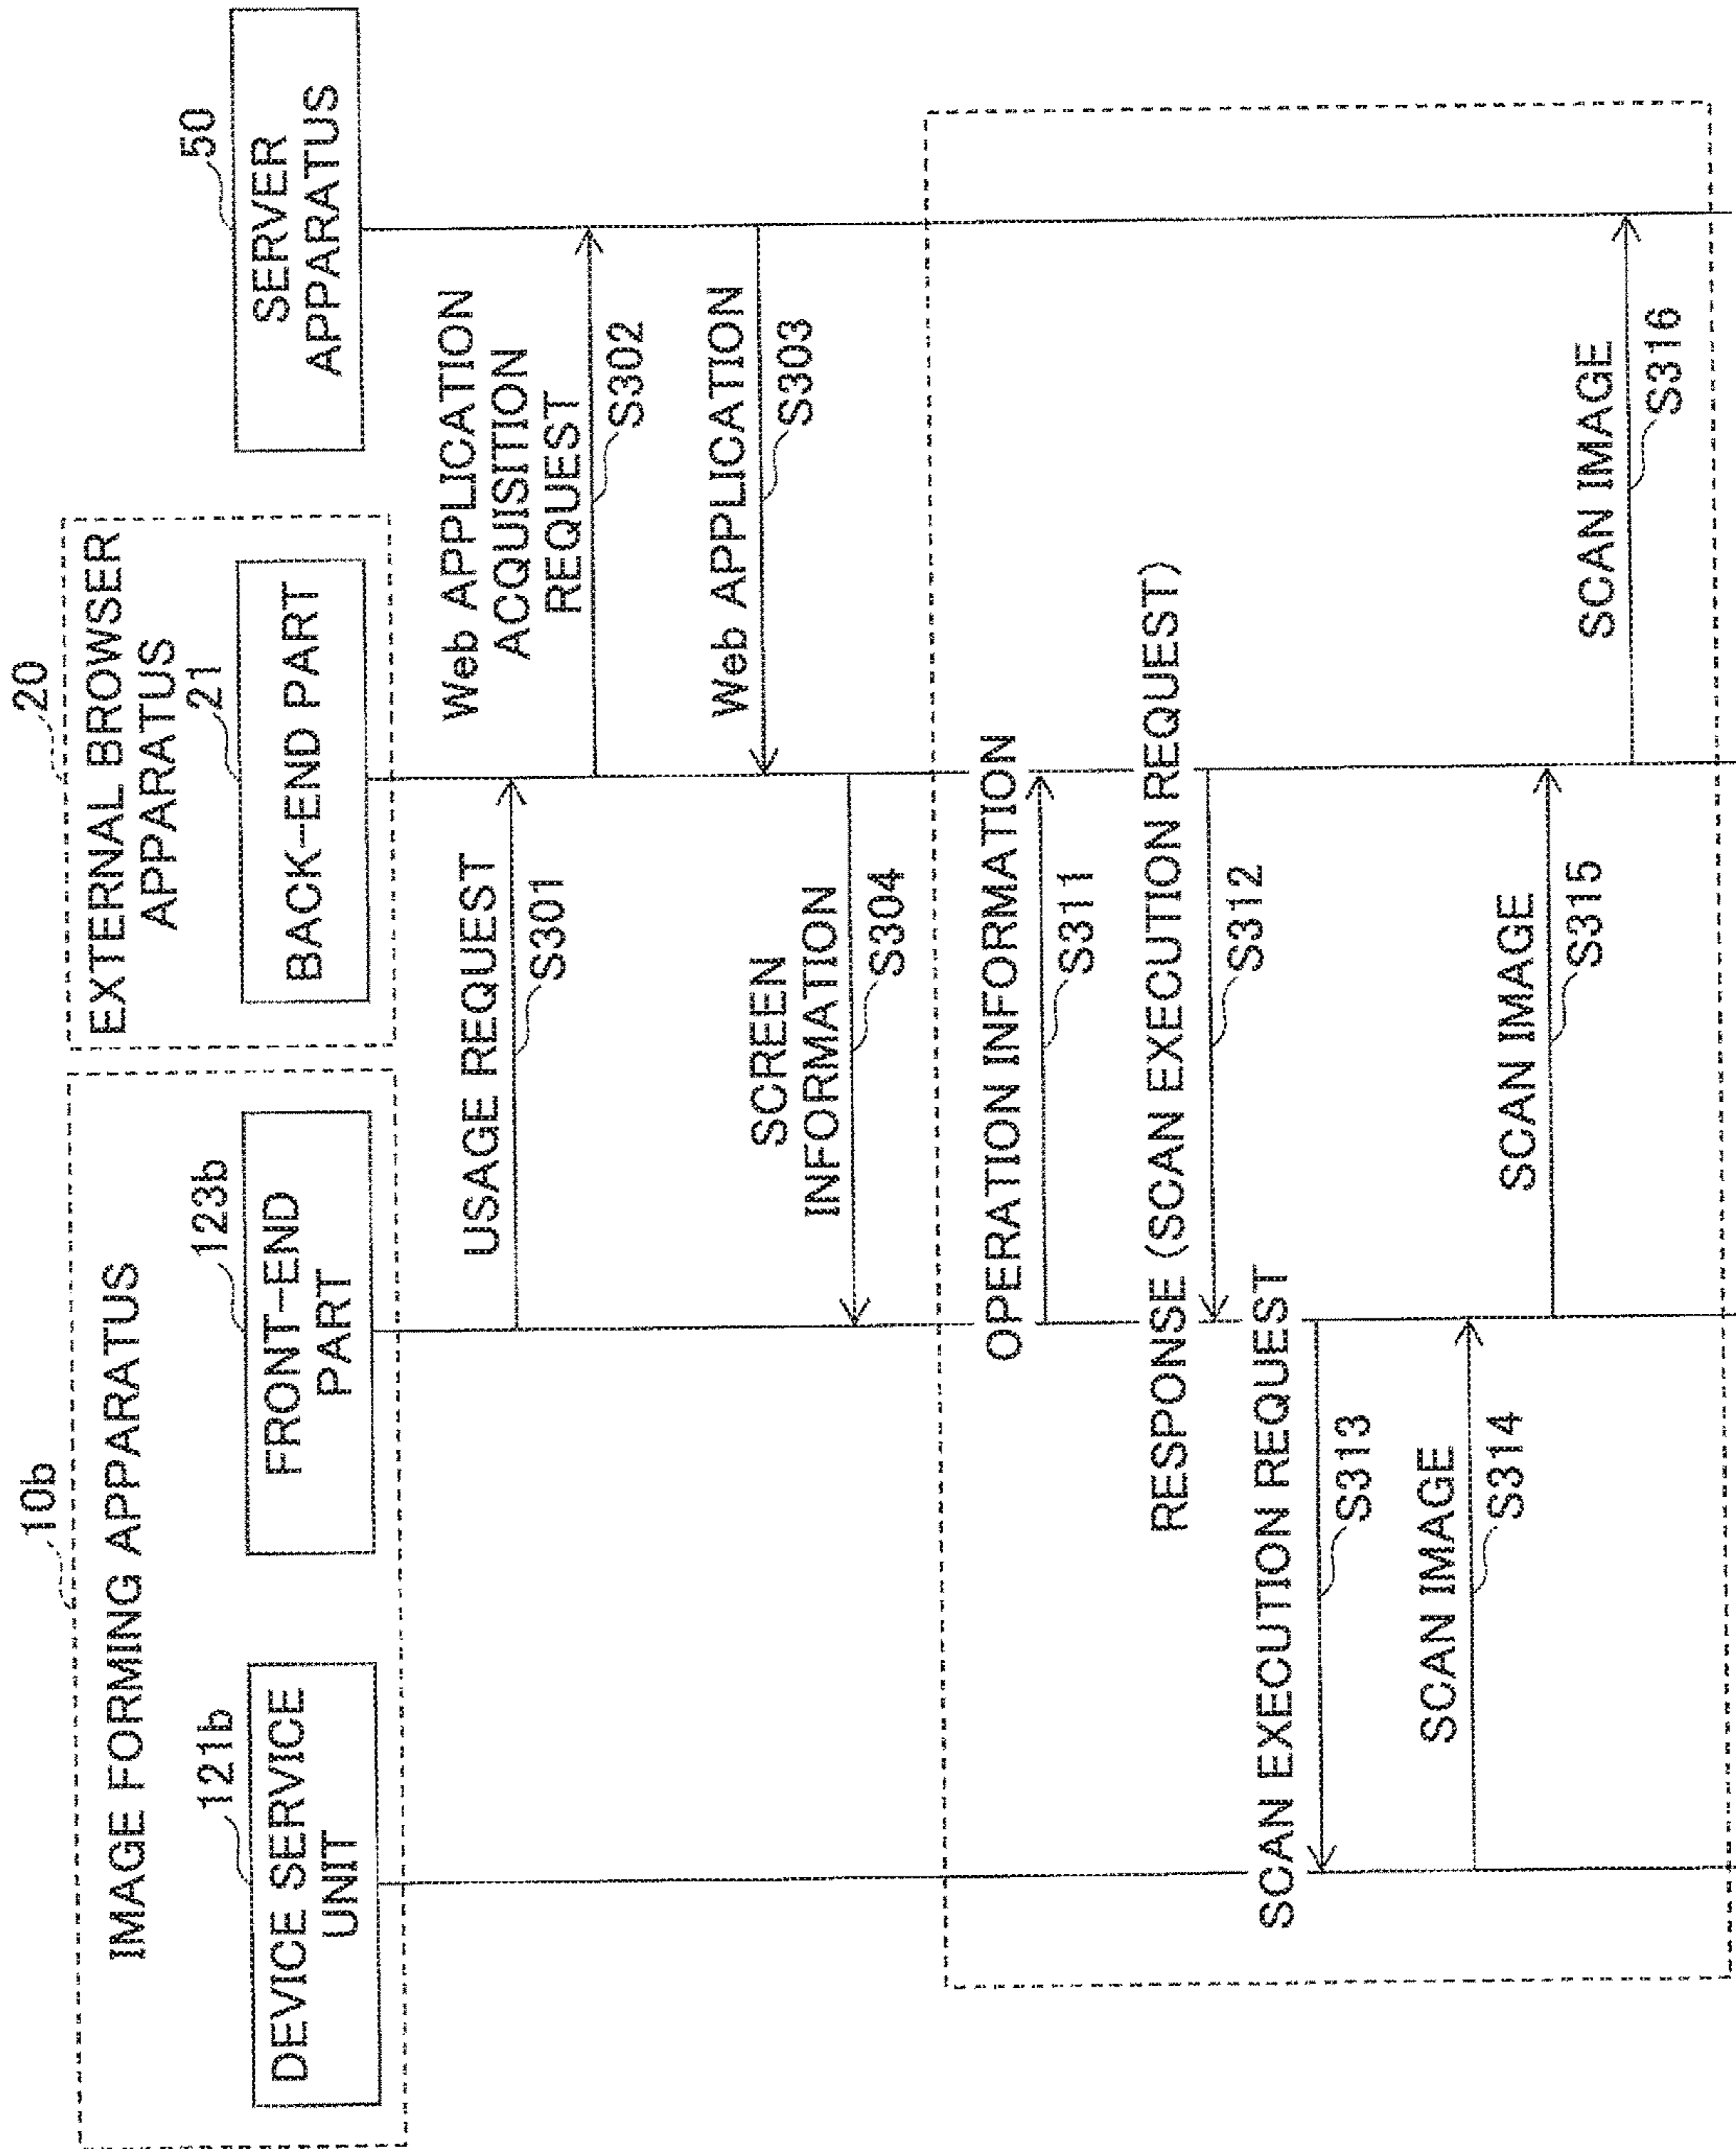 10b
IMAGE FORMING APPARATUS
121b
DEVICE SERVICE
UNIT
123b
FRONT-END
PART
20
EXTERNAL BROWSER
APPARATUS
21
BACK-END PART
50
SERVER
APPARATUS
USAGE REQUEST
S301
Web APPLICATION
ACQUISITION
REQUEST
S302
Web APPLICATION
S303
SCREEN
INFORMATION
S304
OPERATION INFORMATION
S311
RESPONSE (SCAN EXECUTION REQUEST)
S312
SCAN EXECUTION REQUEST
S313
SCAN IMAGE
S314
SCAN IMAGE
S315
SCAN IMAGE
S316